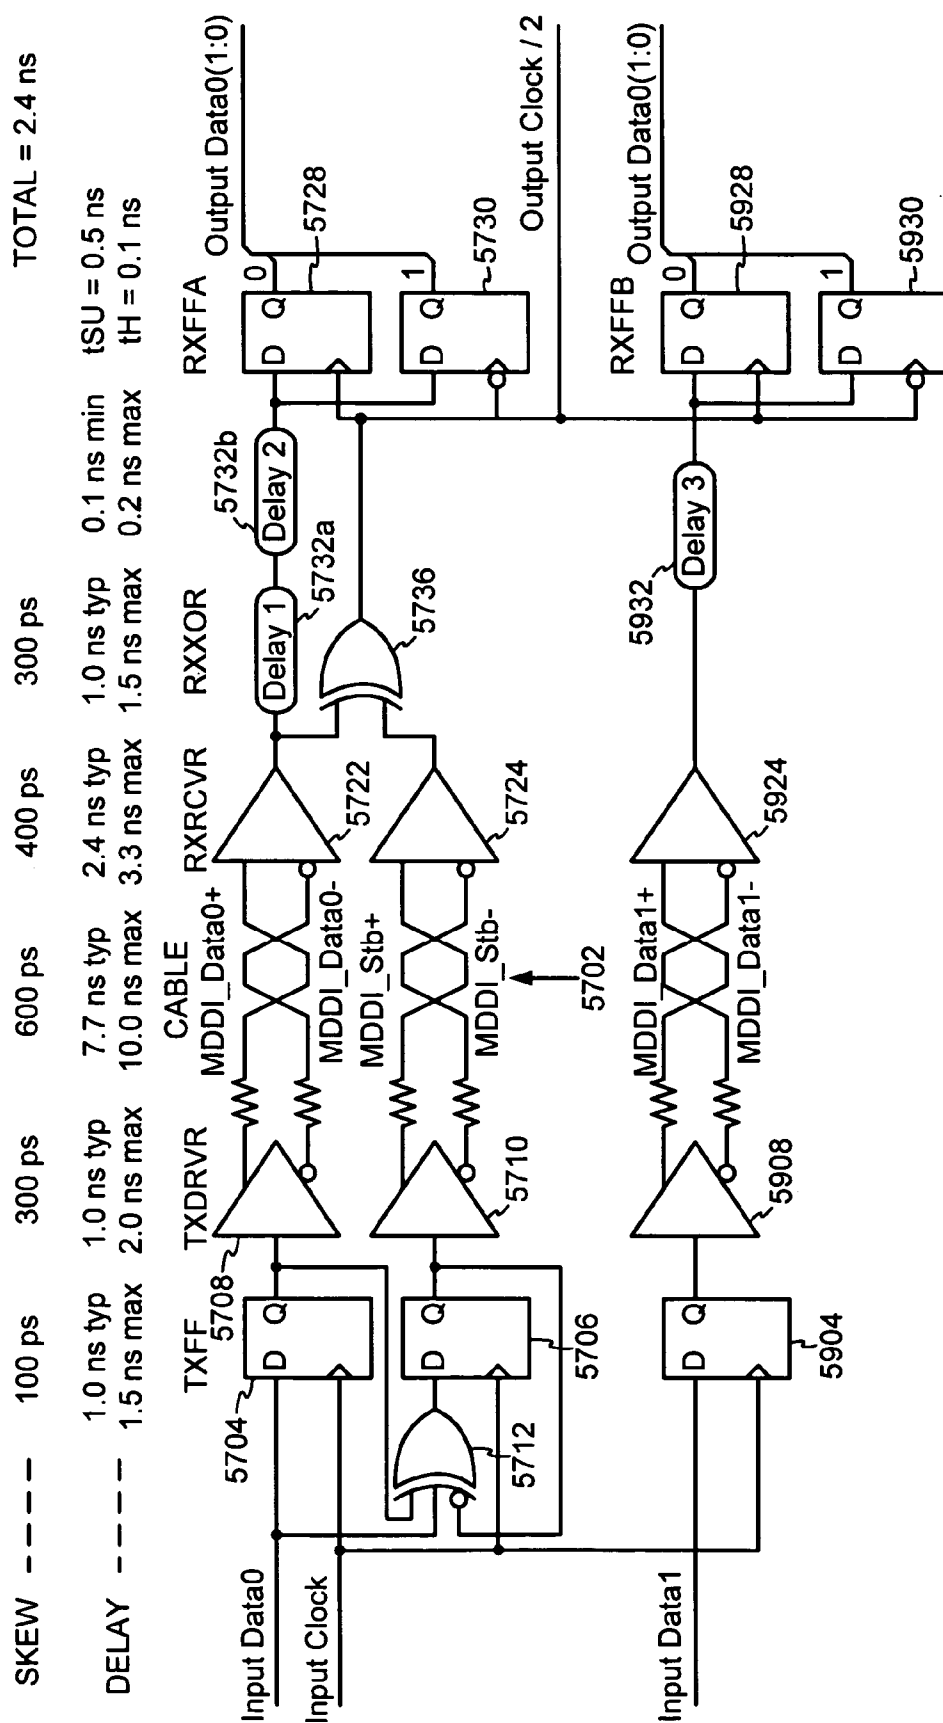 SKEW ---- 100 ps 300 ps 600 ps 400 ps 300 ps TOTAL = 2.4 ns
DELAY ---- 1.0 ns typ 1.0 ns typ 7.7 ns typ 2.4 ns typ 1.0 ns typ 0.1 ns min tSU = 0.5 ns
1.5 ns max 2.0 ns max 10.0 ns max 3.3 ns max 1.5 ns max 0.2 ns max tH = 0.1 ns
TXFF TXDRVR CABLE RXRCVR RXXOR RXFFA
5704 5708 MDDI_Data0+ 5732b Output Data0(1:0)
Input Data0 D Q Delay 1 Delay 2 D Q 0
5732a 5728
MDDI_Data0- 5722
Input Clock
5736
MDDI_Stb+ D Q 1
5712 D Q 5710 5724 5730
5706 MDDI_Stb-
5702
Output Clock / 2
RXFFB
MDDI_Data1+ 5932 Output Data0(1:0)
Input Data1 D Q Delay 3 D Q 0
5928
MDDI_Data1- 5924
5904 5908
D Q 1
5930